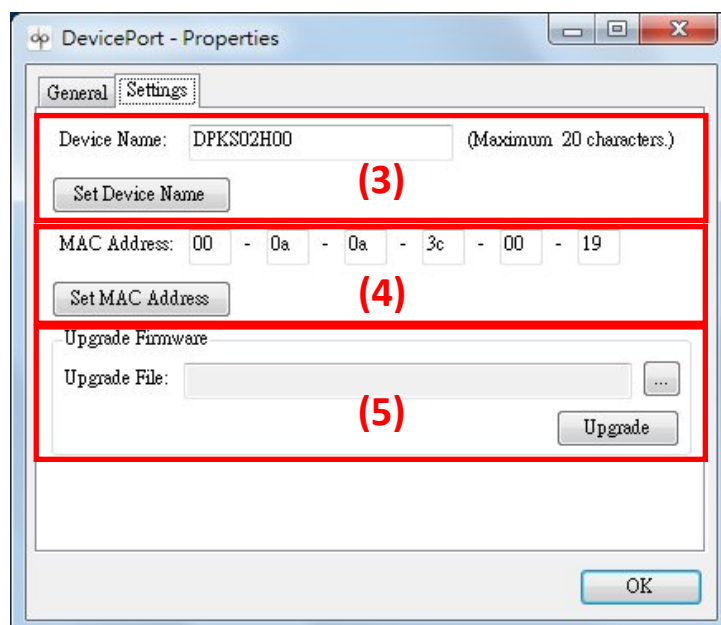 dp DevicePort - Properties
General Settings
Device Name: DPKS02H00 (Maximum 20 characters.)
(3)
Set Device Name
MAC Address: 00 - 0a - 0a - 3c - 00 - 19
(4)
Set MAC Address
Upgrade Firmware
Upgrade File: ...
(5)
Upgrade
OK